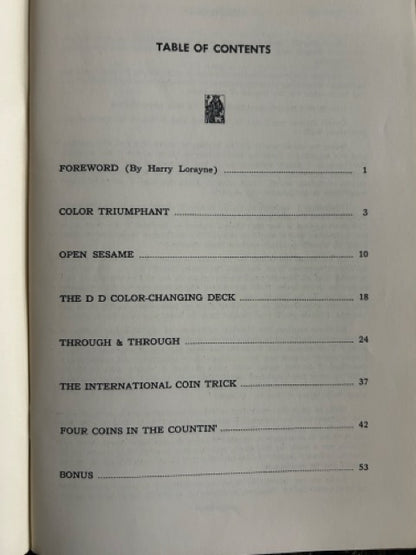 TABLE OF CONTENTS
FOREWORD (By Harry Lorayne) 1
COLOR TRIUMPHANT 3
OPEN SESAME 10
THE D D COLOR-CHANGING DECK 18
THROUGH & THROUGH 24
THE INTERNATIONAL COIN TRICK 37
FOUR COINS IN THE COUNTIN' 42
BONUS 53